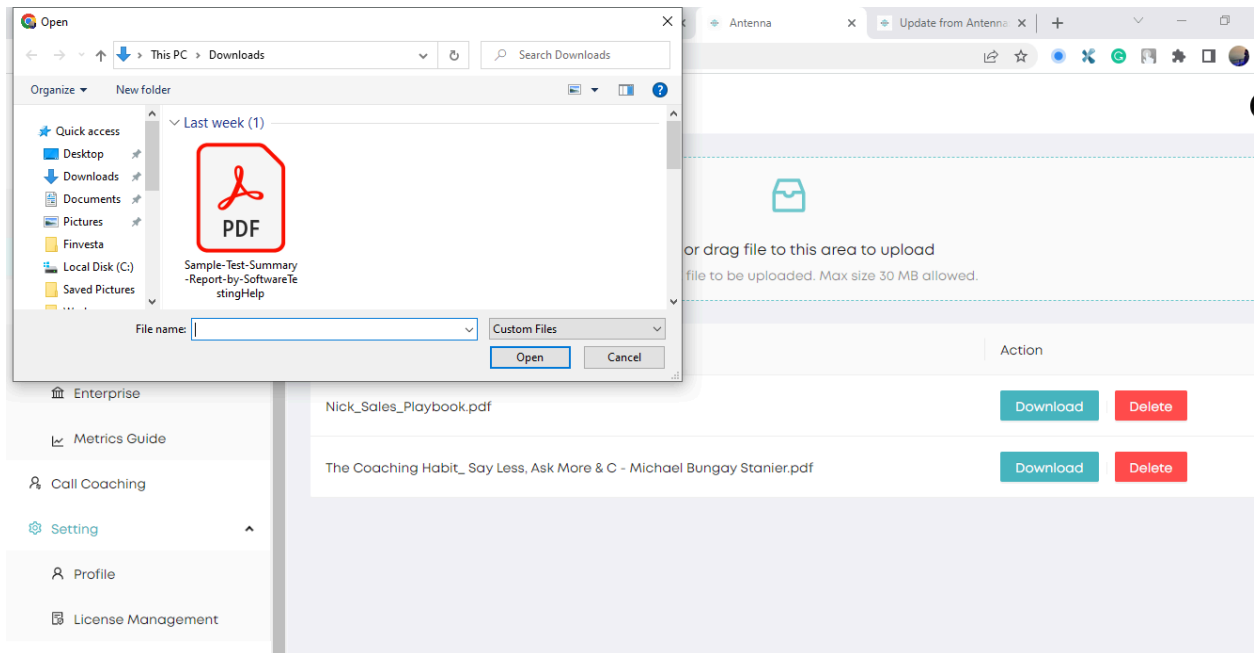 Open
Antenna
Update from Antenna
This PC > Downloads
Search Downloads
Organize
New folder
Quick access
Desktop
Downloads
Documents
Pictures
Finvesta
Local Disk (C:)
Saved Pictures
Last week (1)
PDF
Sample-Test-Summary
-Report-by-SoftwareTe
stingHelp
File name:
Custom Files
Open
Cancel
or drag file to this area to upload
file to be uploaded. Max size 30 MB allowed.
Action
Nick_Sales_Playbook.pdf
Download
Delete
The Coaching Habit_ Say Less, Ask More & C - Michael Bungay Stanier.pdf
Download
Delete
Enterprise
Metrics Guide
Call Coaching
Setting
Profile
License Management